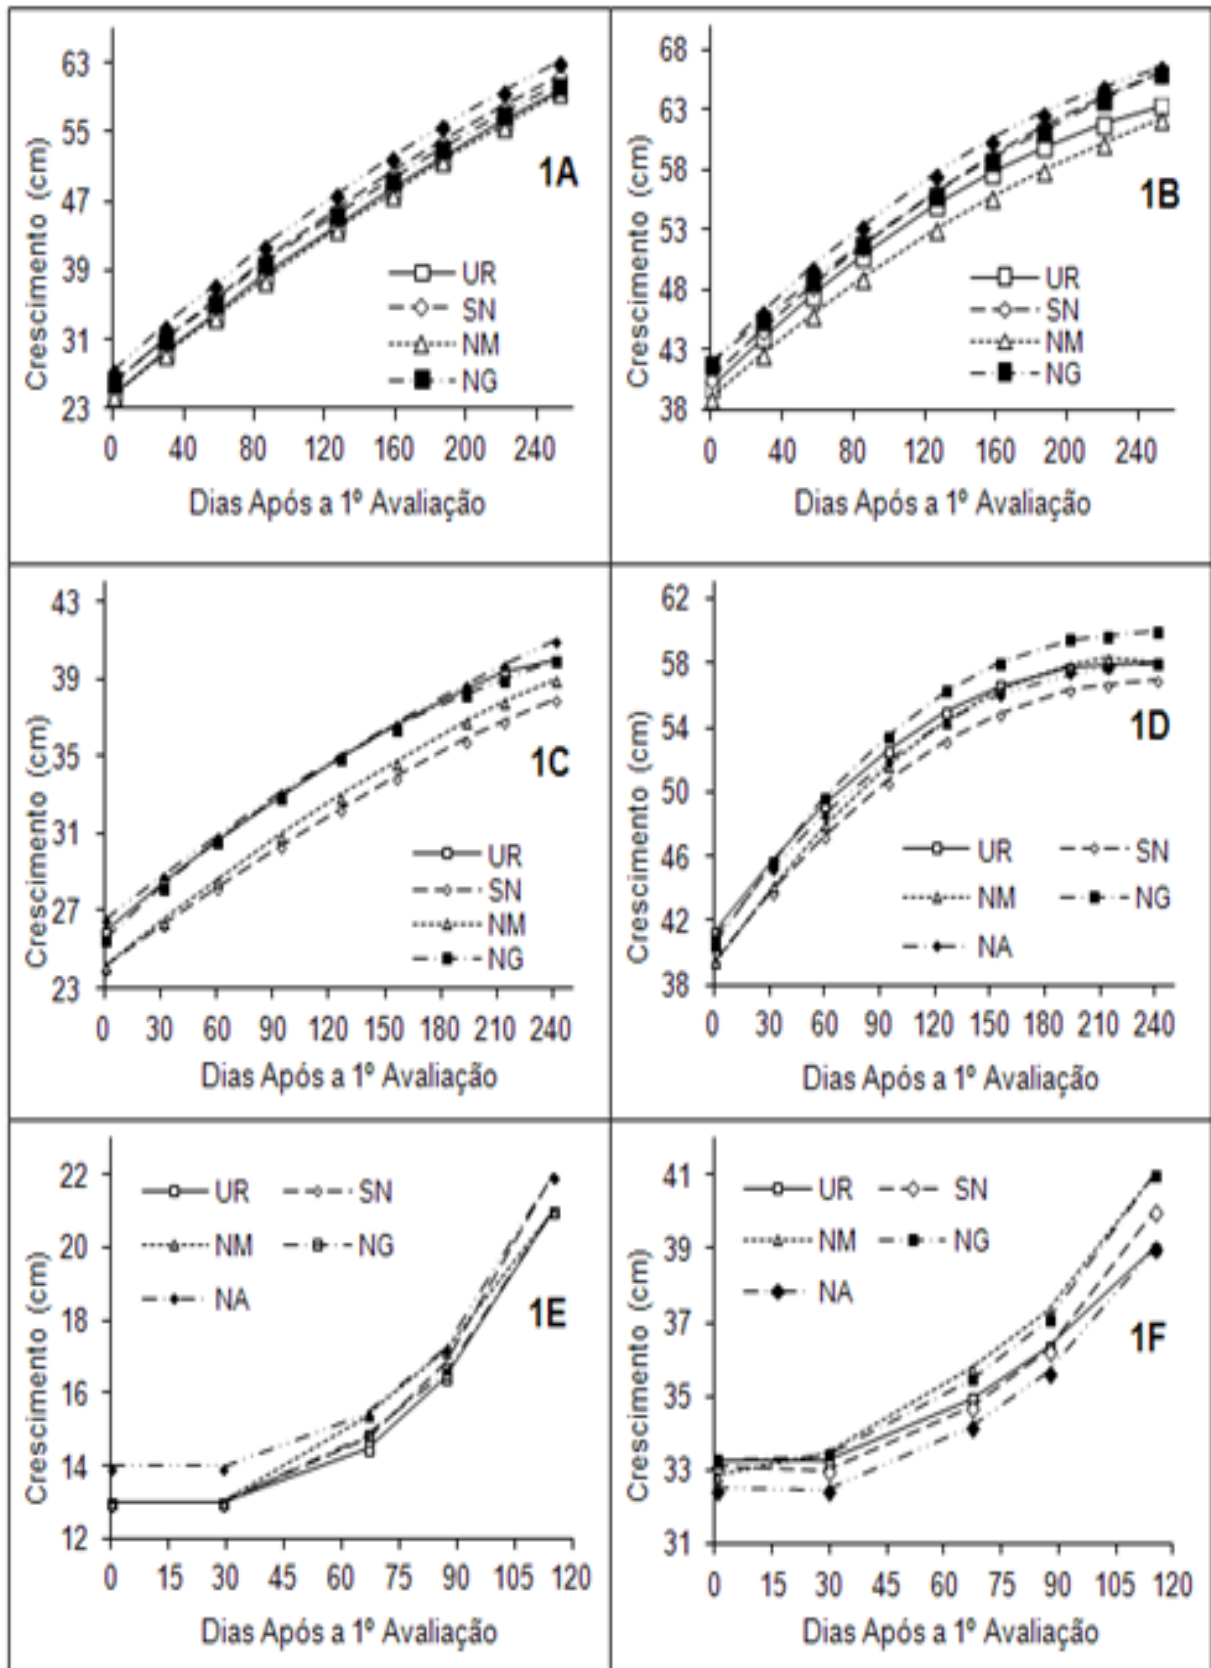 Crescimento (cm)
63
55
47
39
31
23
1A
UR
SN
NM
NG
0 40 80 120 160 200 240
Dias Após a 1º Avaliação
Crescimento (cm)
68
63
58
53
48
43
38
1B
UR
SN
NM
NG
0 40 80 120 160 200 240
Dias Após a 1º Avaliação
Crescimento (cm)
43
39
35
31
27
23
1C
UR
SN
NM
NG
0 30 60 90 120 150 180 210 240
Dias Após a 1º Avaliação
Crescimento (cm)
62
58
54
50
46
42
38
1D
UR SN
NM NG
NA
0 30 60 90 120 150 180 210 240
Dias Após a 1º Avaliação
Crescimento (cm)
22
20
18
16
14
12
UR SN
NM NG
NA
1E
0 15 30 45 60 75 90 105 120
Dias Após a 1º Avaliação
Crescimento (cm)
41
39
37
35
33
31
UR SN
NM NG
NA
1F
0 15 30 45 60 75 90 105 120
Dias Após a 1º Avaliação